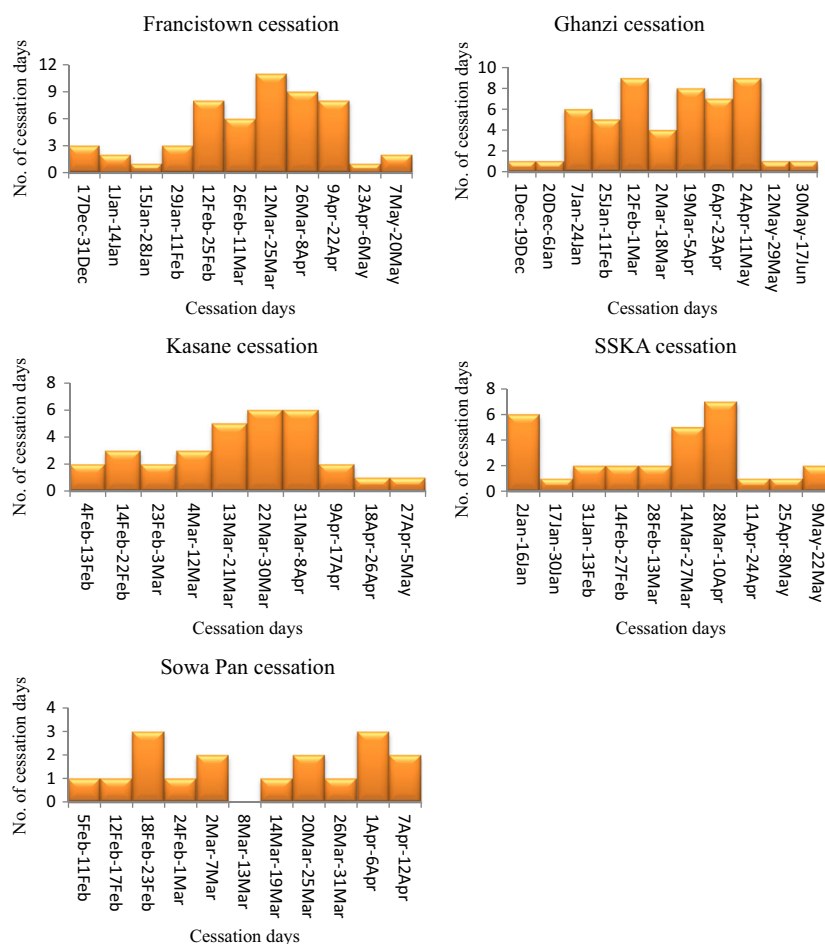 Francistown cessation
No. of cessation days
12
9
6
3
0
17Dec-31Dec
1Jan-14Jan
15Jan-28Jan
29Jan-11Feb
12Feb-25Feb
26Feb-11Mar
12Mar-25Mar
26Mar-8Apr
9Apr-22Apr
23Apr-6May
7May-20May
Cessation days
Ghanzi cessation
No. of cessation days
10
8
6
4
2
0
1Dec-19Dec
20Dec-6Jan
7Jan-24Jan
25Jan-11Feb
12Feb-1Mar
2Mar-18Mar
19Mar-5Apr
6Apr-23Apr
24Apr-11May
12May-29May
30May-17Jun
Cessation days
Kasane cessation
No. of cessation days
8
6
4
2
0
4Feb-13Feb
14Feb-22Feb
23Feb-3Mar
4Mar-12Mar
13Mar-21Mar
22Mar-30Mar
31Mar-8Apr
9Apr-17Apr
18Apr-26Apr
27Apr-5May
Cessation days
SSKA cessation
No. of cessation days
8
6
4
2
0
2Jan-16Jan
17Jan-30Jan
31Jan-13Feb
14Feb-27Feb
28Feb-13Mar
14Mar-27Mar
28Mar-10Apr
11Apr-24Apr
25Apr-8May
9May-22May
Cessation days
Sowa Pan cessation
No. of cessation days
4
3
2
1
0
5Feb-11Feb
12Feb-17Feb
18Feb-23Feb
24Feb-1Mar
2Mar-7Mar
8Mar-13Mar
14Mar-19Mar
20Mar-25Mar
26Mar-31Mar
1Apr-6Apr
7Apr-12Apr
Cessation days